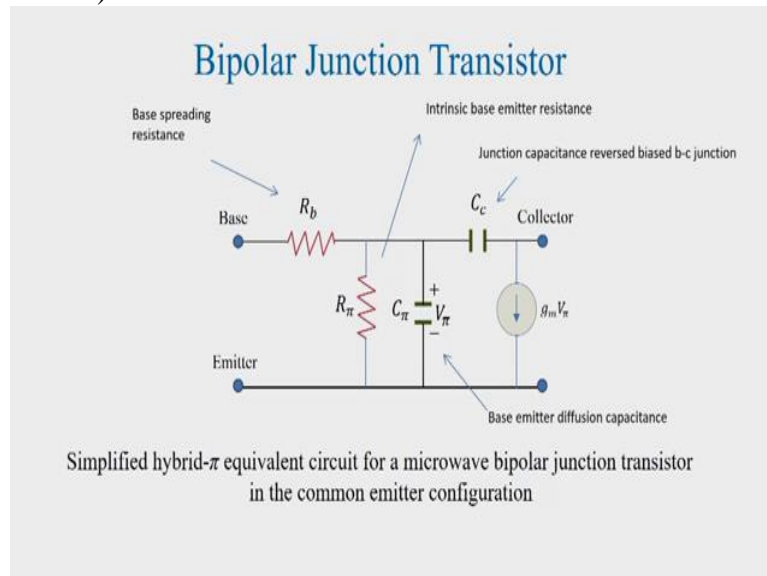 Bipolar Junction Transistor
Base spreading
resistance
Intrinsic base emitter resistance
Junction capacitance reversed biased b-c junction
Base
R_b
C_c
Collector
R_π
C_π
+
V_π
−
g_m V_π
Emitter
Base emitter diffusion capacitance
Simplified hybrid-π equivalent circuit for a microwave bipolar junction transistor
in the common emitter configuration